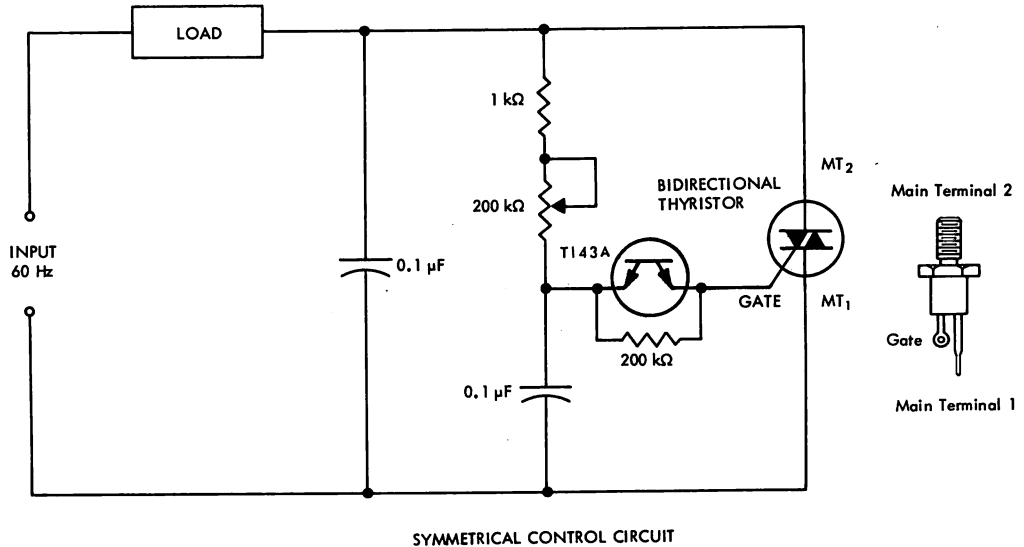 LOAD
1 kΩ
200 kΩ
BIDIRECTIONAL
THYRISTOR
MT2
Main Terminal 2
INPUT
60 Hz
0.1 μF
TI43A
GATE
MT1
Gate
200 kΩ
0.1 μF
Main Terminal 1
SYMMETRICAL CONTROL CIRCUIT